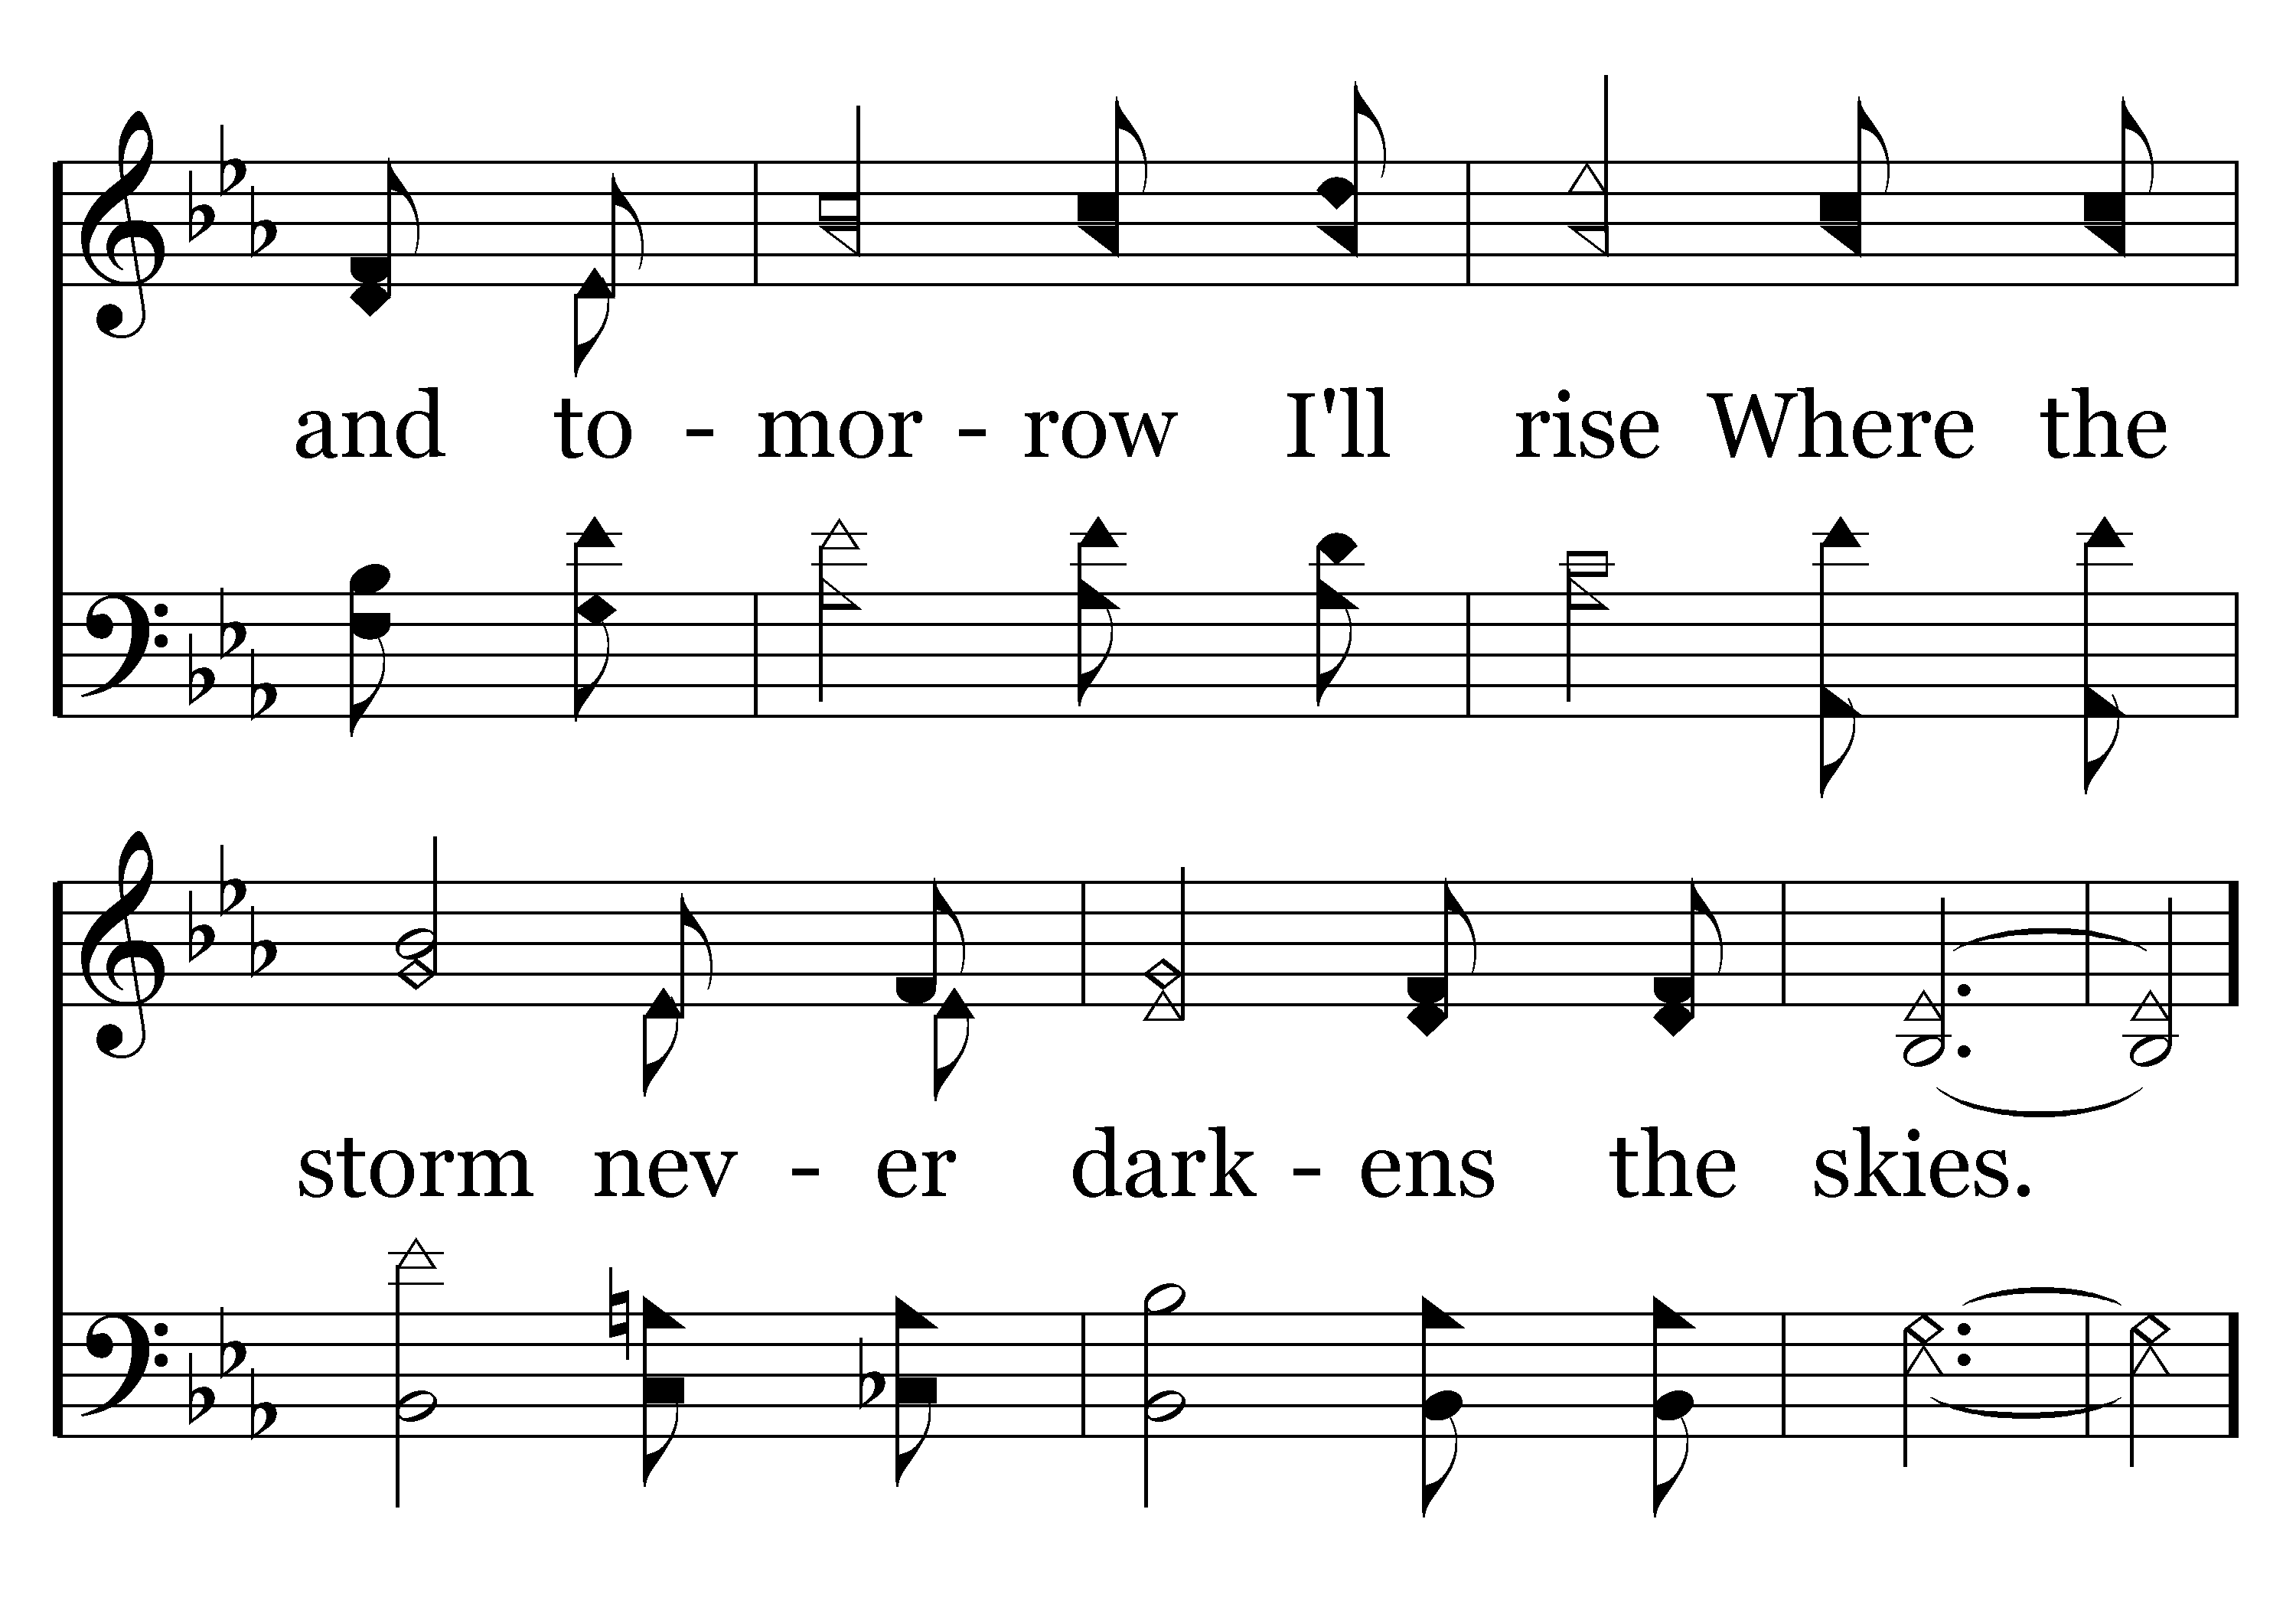 and to - mor - row I'll rise Where the
storm nev - er dark - ens the skies.